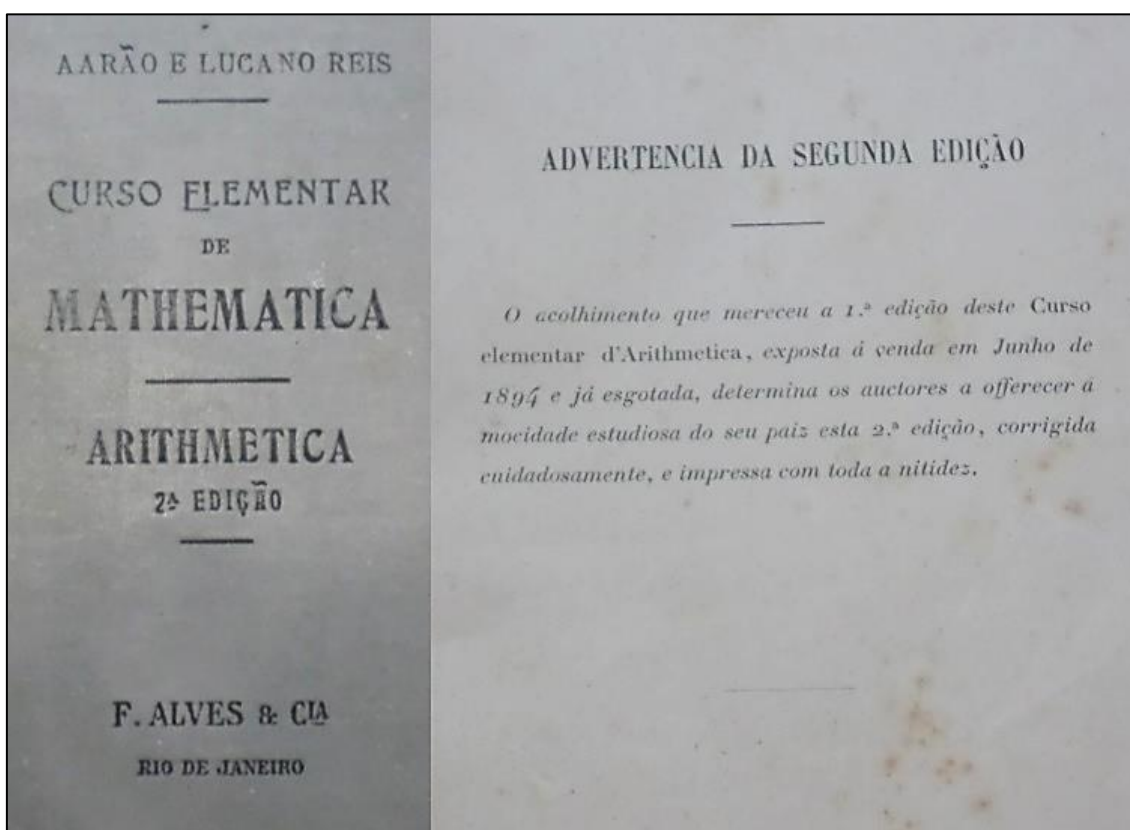 AARÃO E LUCANO REIS
CURSO ELEMENTAR
DE
MATHEMATICA
ARITHMETICA
2ª EDIÇÃO
F. ALVES & CIA
RIO DE JANEIRO
ADVERTENCIA DA SEGUNDA EDIÇÃO
O acolhimento que mereceu a 1.ª edição deste Curso
elementar d'Arithmetica, exposta á venda em Junho de
1894 e já esgotada, determina os auctores a offerecer á
mocidade estudiosa do seu paiz esta 2.ª edição, corrigida
cuidadosamente, e impressa com toda a nitidez.